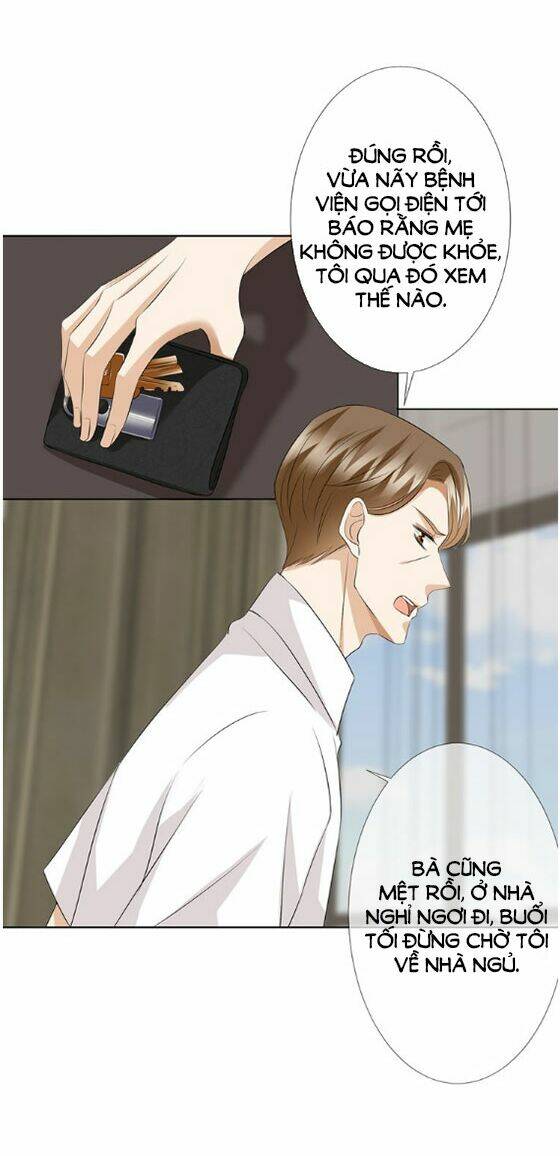 ĐÚNG RỒI,
VỪA NÃY BỆNH
VIỆN GỌI ĐIỆN TỚI
BÁO RẰNG MẸ
KHÔNG ĐƯỢC KHỎE,
TÔI QUA ĐÓ XEM
THẾ NÀO.
BÀ CŨNG
MỆT RỒI, Ở NHÀ
NGHỈ NGƠI ĐI, BUỔI
TỐI ĐỪNG CHỜ TÔI
VỀ NHÀ NGỦ.